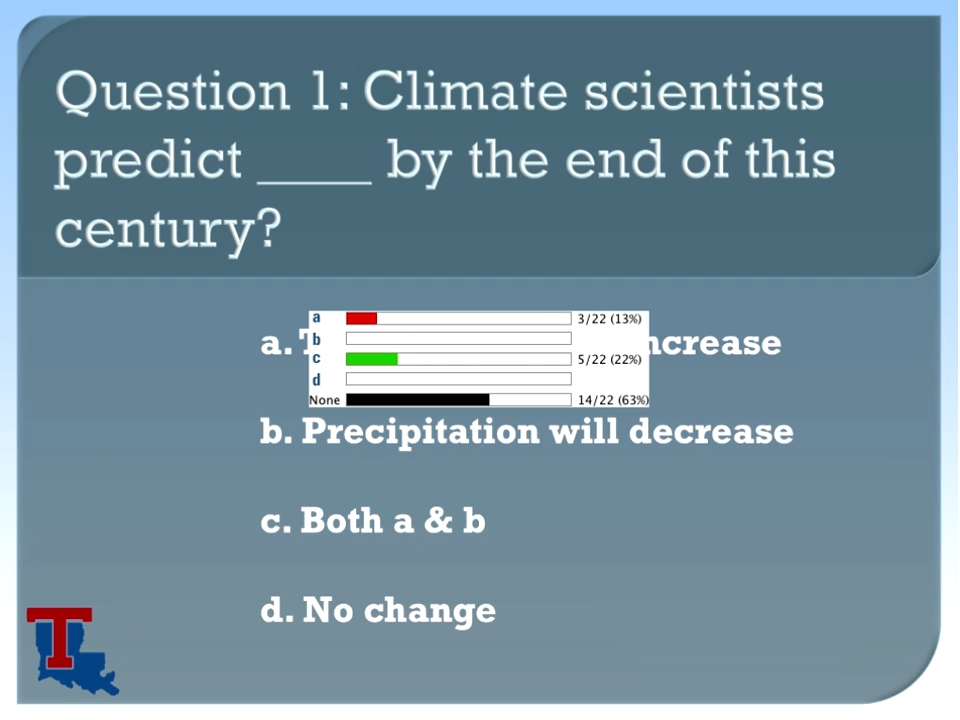 Question 1: Climate scientists
predict ____ by the end of this
century?
a 3/22 (13%)
b
c 5/22 (22%)
d
None 14/22 (63%)
a. increase
b. Precipitation will decrease
c. Both a & b
d. No change
T